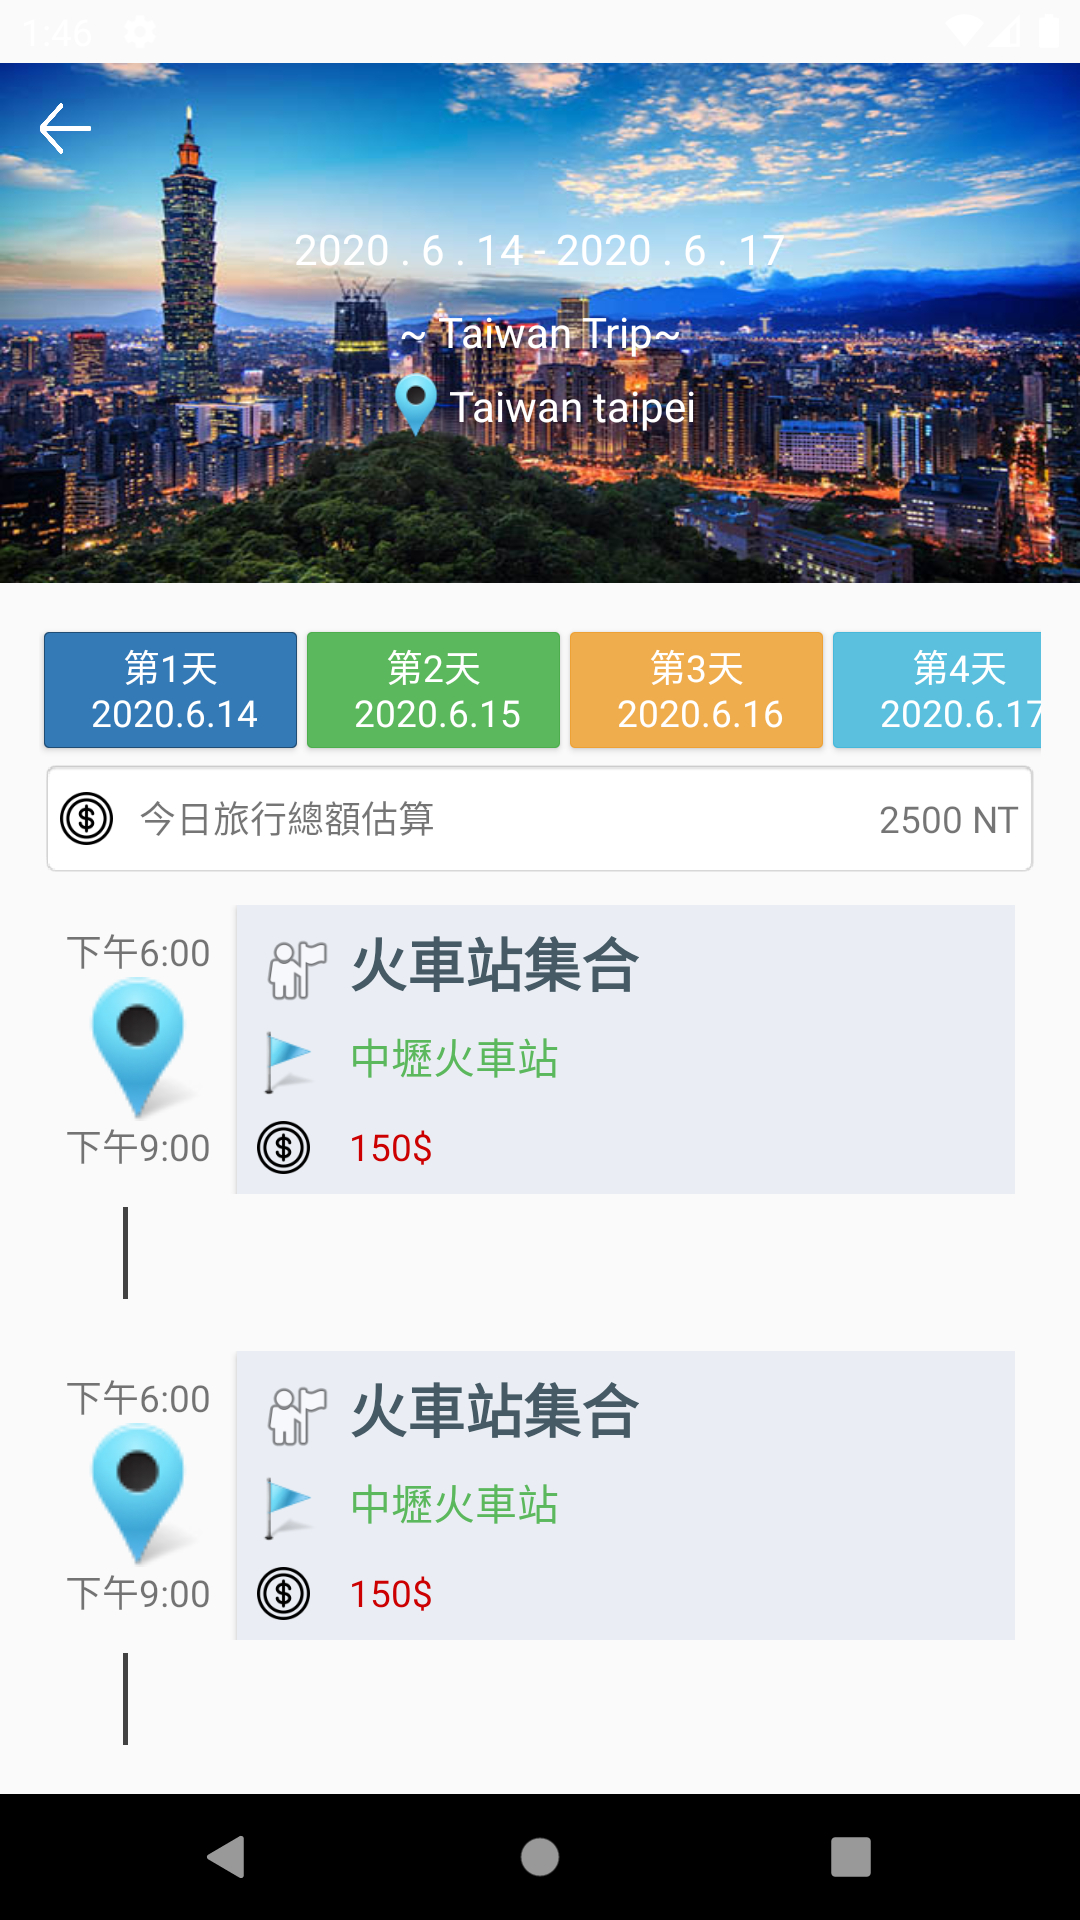 1:46
2020 . 6 . 14 - 2020 . 6 . 17
~ Taiwan Trip~
Taiwan taipei
第1天
2020.6.14
第2天
2020.6.15
第3天
2020.6.16
第4天
2020.6.17
今日旅行總額估算
2500 NT
下午6:00
火車站集合
中壢火車站
下午9:00
150$
下午6:00
火車站集合
中壢火車站
下午9:00
150$